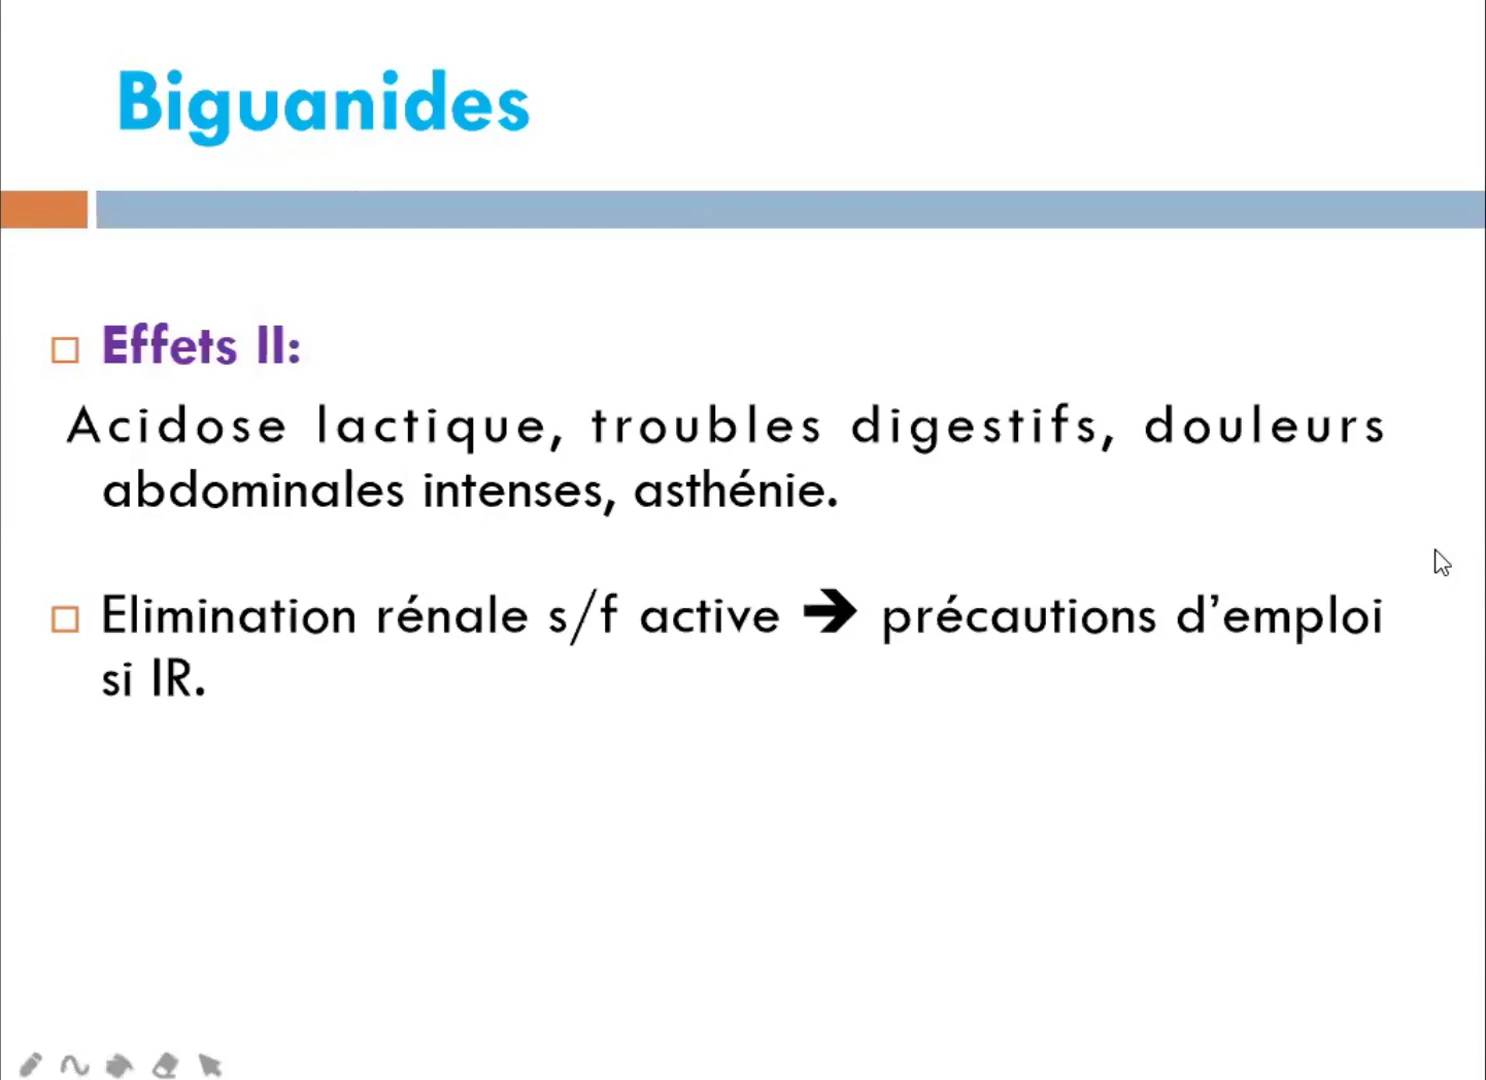 Biguanides
Effets II:
Acidose lactique, troubles digestifs, douleurs
abdominales intenses, asthénie.
Elimination rénale s/f active ➔ précautions d’emploi
si IR.